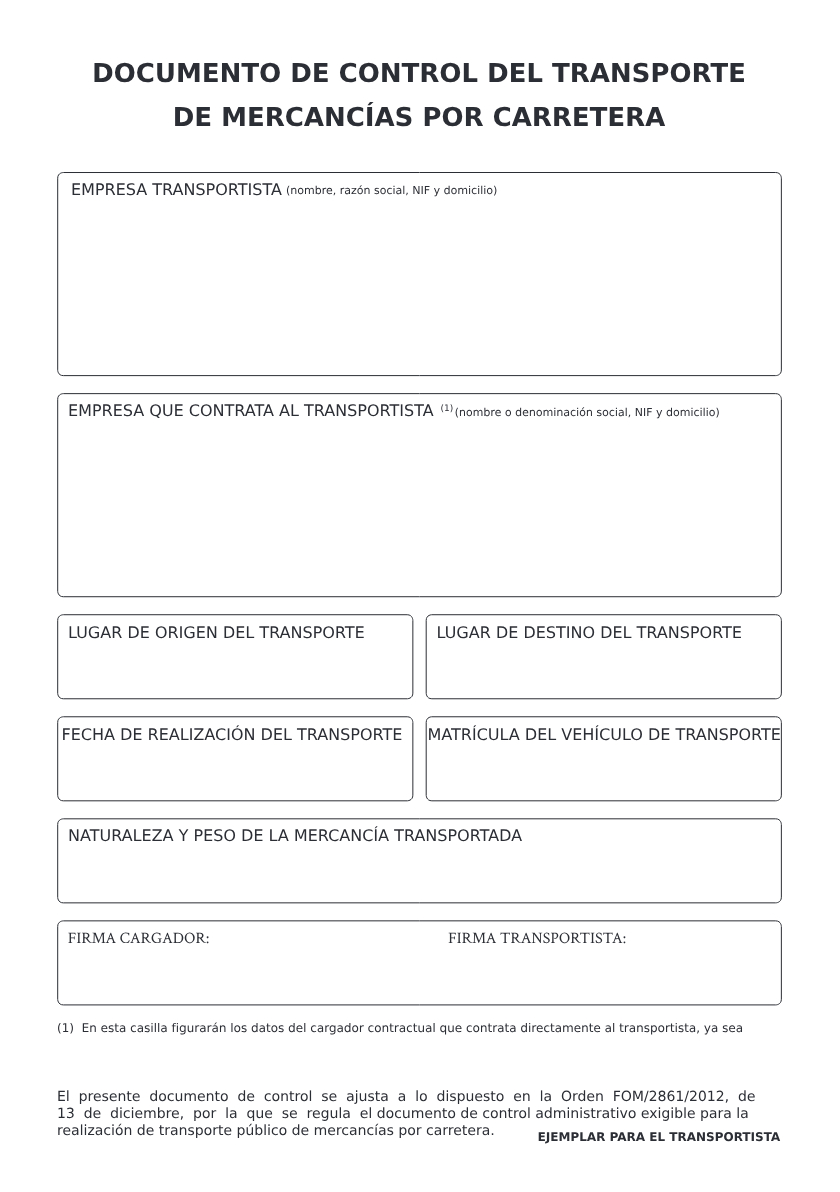 DOCUMENTO DE CONTROL DEL TRANSPORTE
DE MERCANCÍAS POR CARRETERA
EMPRESA TRANSPORTISTA (nombre, razón social, NIF y domicilio)
EMPRESA QUE CONTRATA AL TRANSPORTISTA (1) (nombre o denominación social, NIF y domicilio)
LUGAR DE ORIGEN DEL TRANSPORTE
LUGAR DE DESTINO DEL TRANSPORTE
FECHA DE REALIZACIÓN DEL TRANSPORTE
MATRÍCULA DEL VEHÍCULO DE TRANSPORTE
NATURALEZA Y PESO DE LA MERCANCÍA TRANSPORTADA
FIRMA CARGADOR:
FIRMA TRANSPORTISTA:
(1) En esta casilla figurarán los datos del cargador contractual que contrata directamente al transportista, ya sea
El presente documento de control se ajusta a lo dispuesto en la Orden FOM/2861/2012, de
13 de diciembre, por la que se regula el documento de control administrativo exigible para la
realización de transporte público de mercancías por carretera.
EJEMPLAR PARA EL TRANSPORTISTA